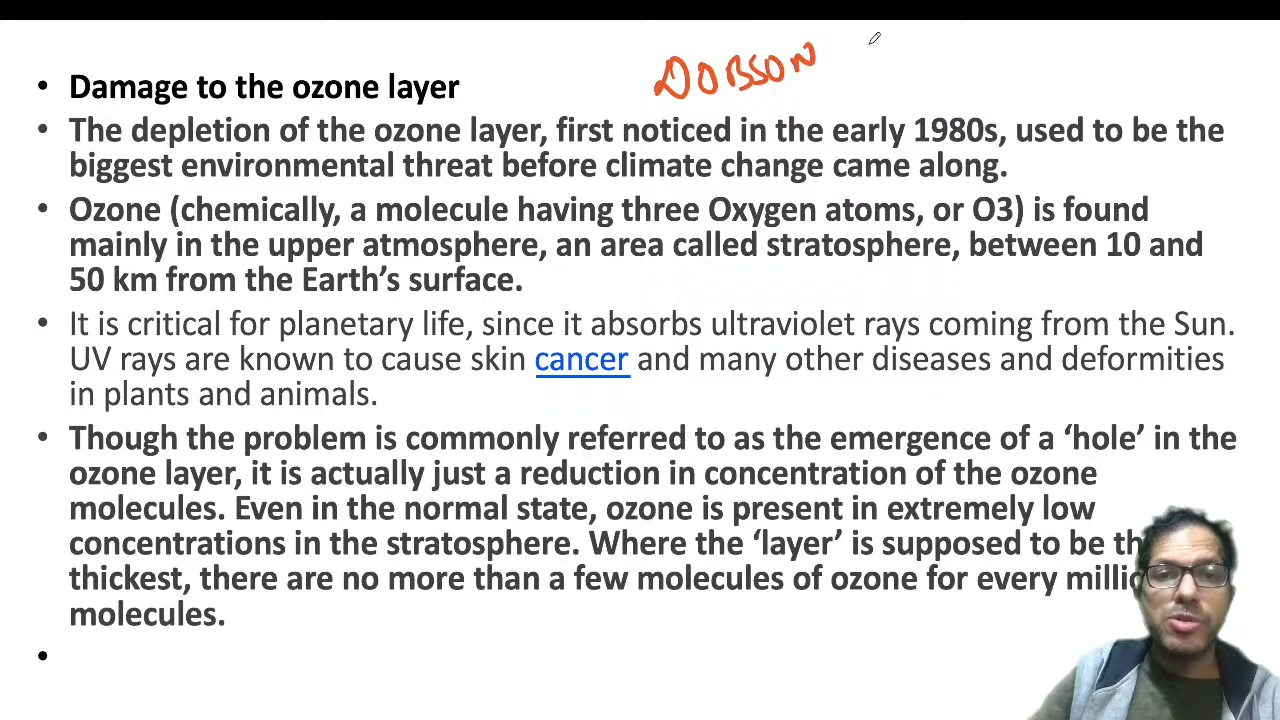 DOBSON
• Damage to the ozone layer
• The depletion of the ozone layer, first noticed in the early 1980s, used to be the
biggest environmental threat before climate change came along.
• Ozone (chemically, a molecule having three Oxygen atoms, or O3) is found
mainly in the upper atmosphere, an area called stratosphere, between 10 and
50 km from the Earth’s surface.
• It is critical for planetary life, since it absorbs ultraviolet rays coming from the Sun.
UV rays are known to cause skin cancer and many other diseases and deformities
in plants and animals.
• Though the problem is commonly referred to as the emergence of a ‘hole’ in the
ozone layer, it is actually just a reduction in concentration of the ozone
molecules. Even in the normal state, ozone is present in extremely low
concentrations in the stratosphere. Where the ‘layer’ is supposed to be
thickest, there are no more than a few molecules of ozone for every
molecules.
•